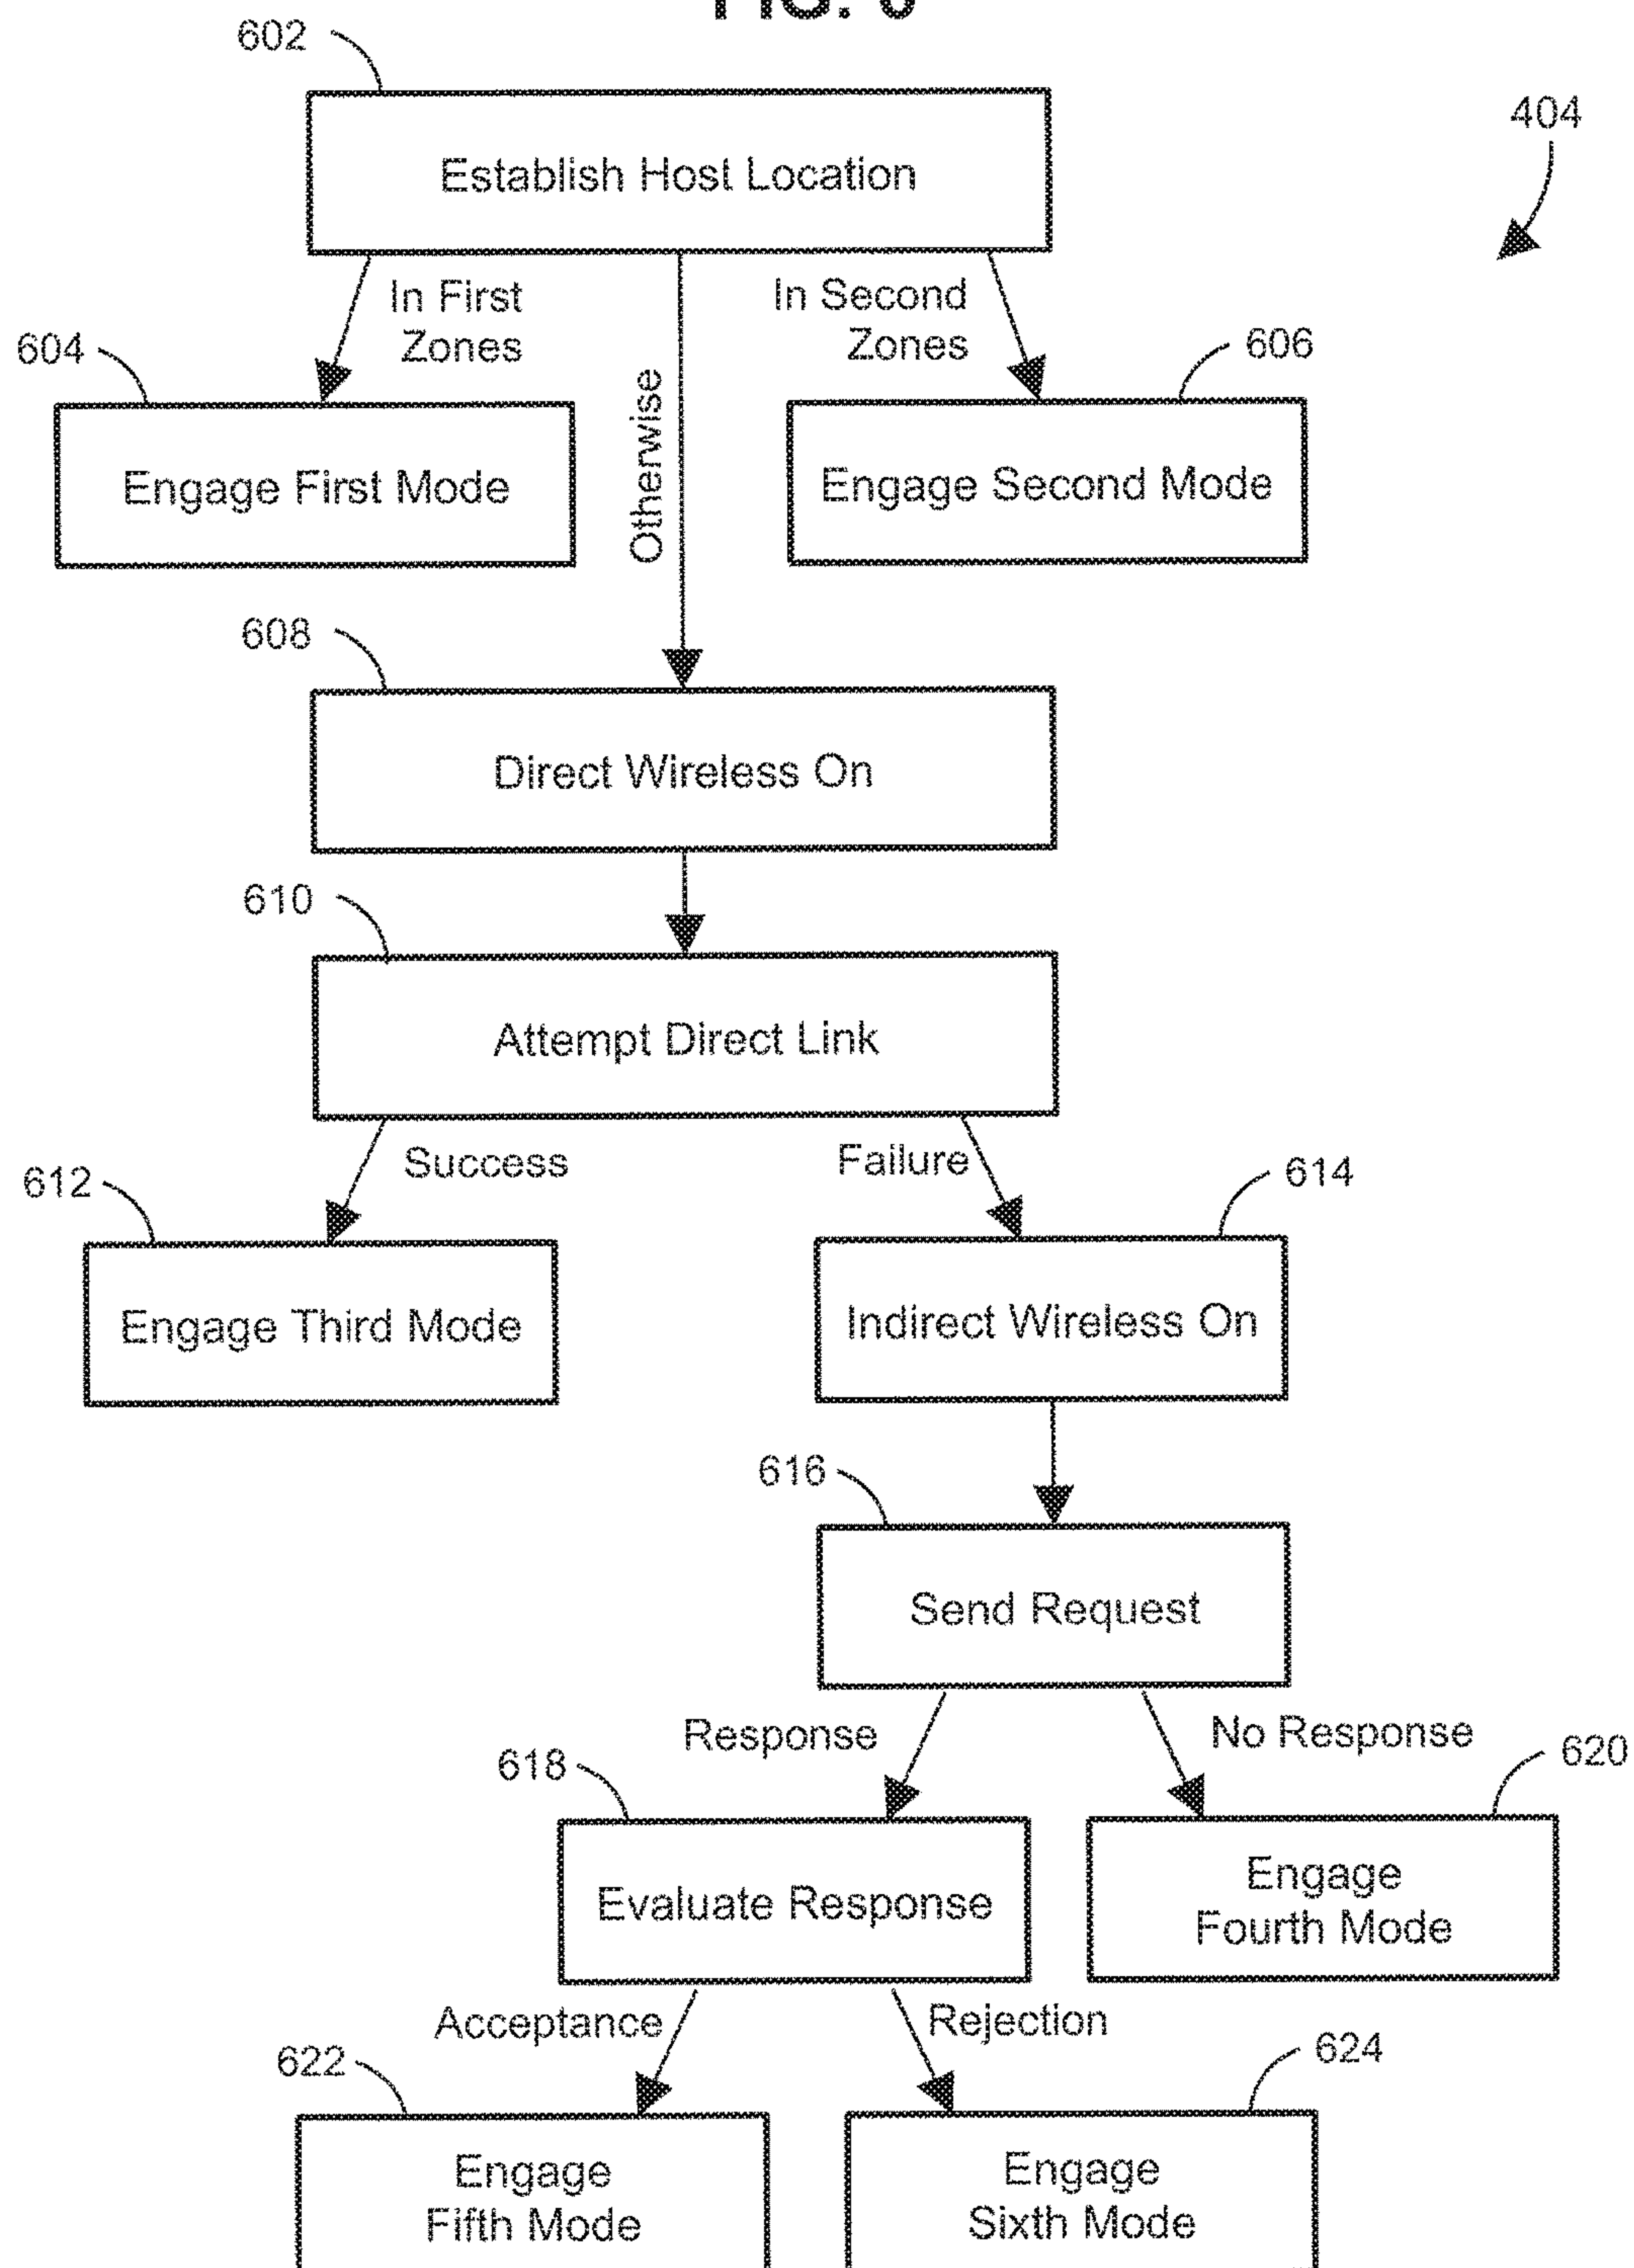 602
404
Establish Host Location
In First
Zones
In Second
Zones
604
606
Otherwise
Engage First Mode
Engage Second Mode
608
Direct Wireless On
610
Attempt Direct Link
Success
Failure
612
614
Engage Third Mode
Indirect Wireless On
616
Send Request
Response
No Response
618
620
Evaluate Response
Engage
Fourth Mode
Acceptance
Rejection
622
624
Engage
Fifth Mode
Engage
Sixth Mode